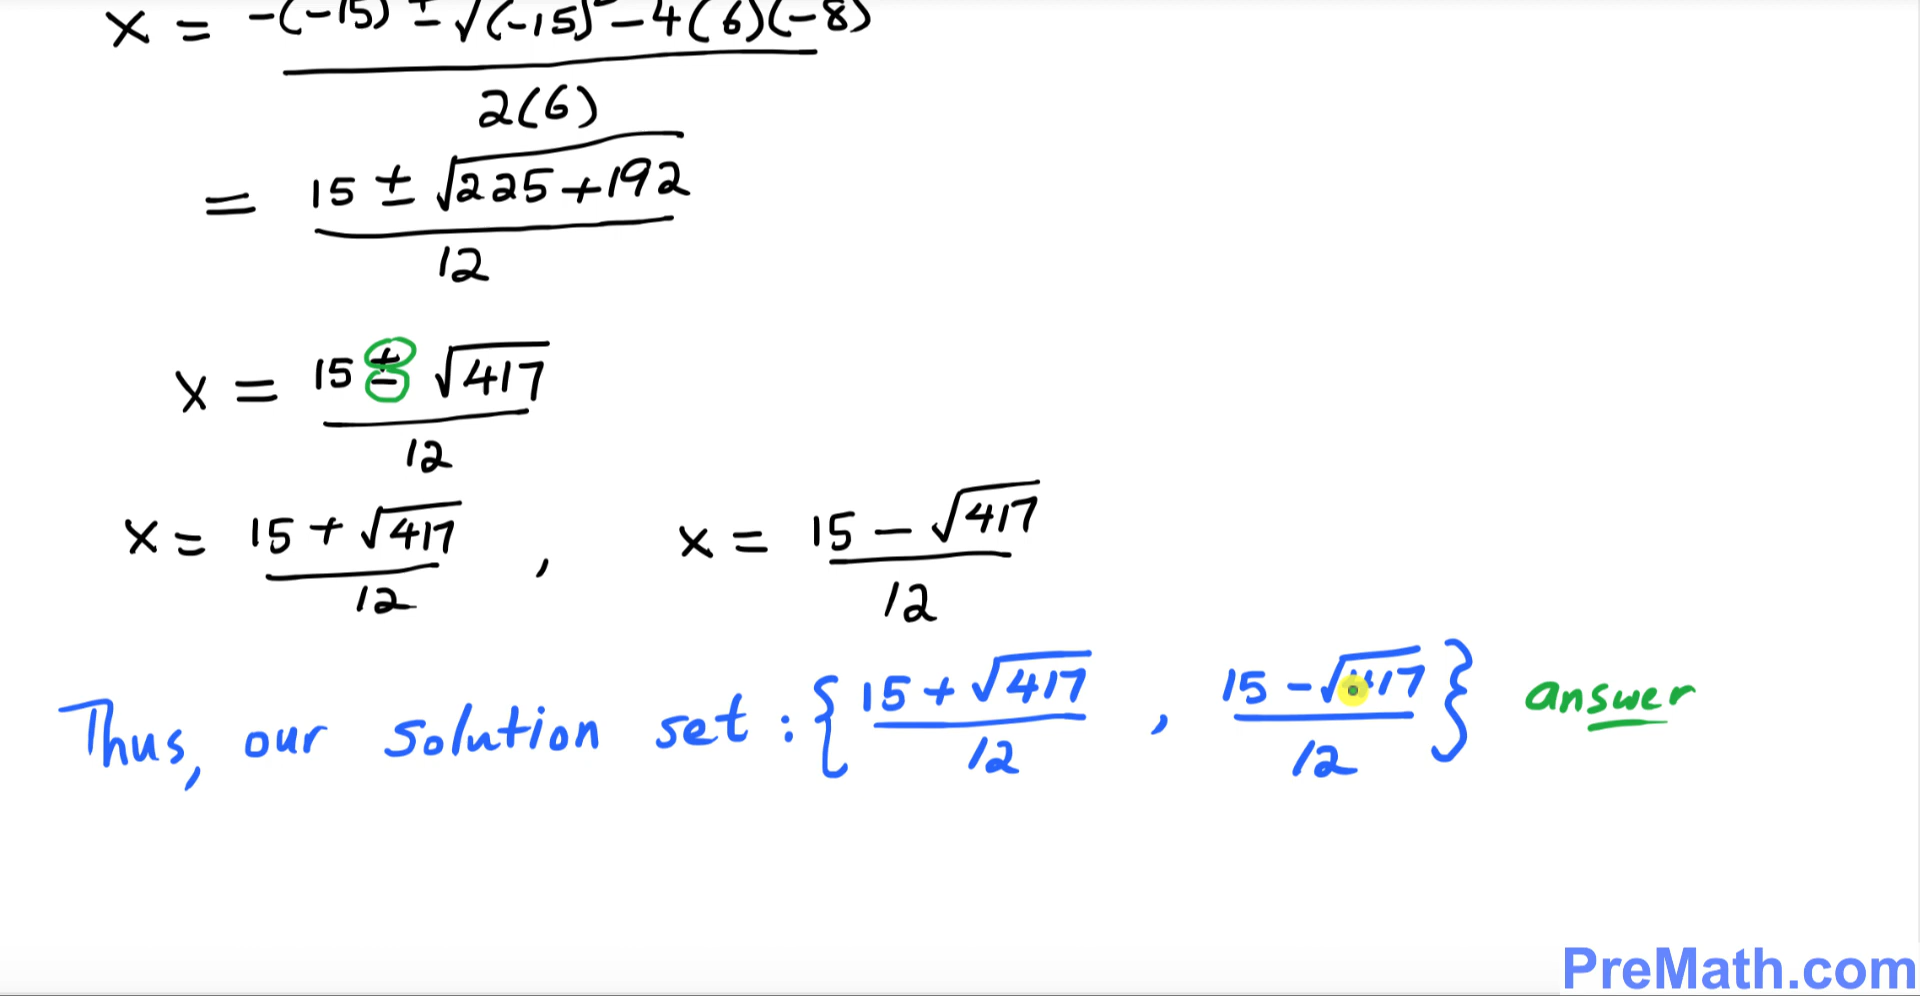 x = -(-15) ± √(-15)² - 4(6)(-8)
2(6)
= 15 ± √225+192
12
x = 15 ± √417
12
x = 15 + √417 , x = 15 - √417
12 12
Thus, our solution set : { 15 + √417 , 15 - √417 } answer
12 12
PreMath.com